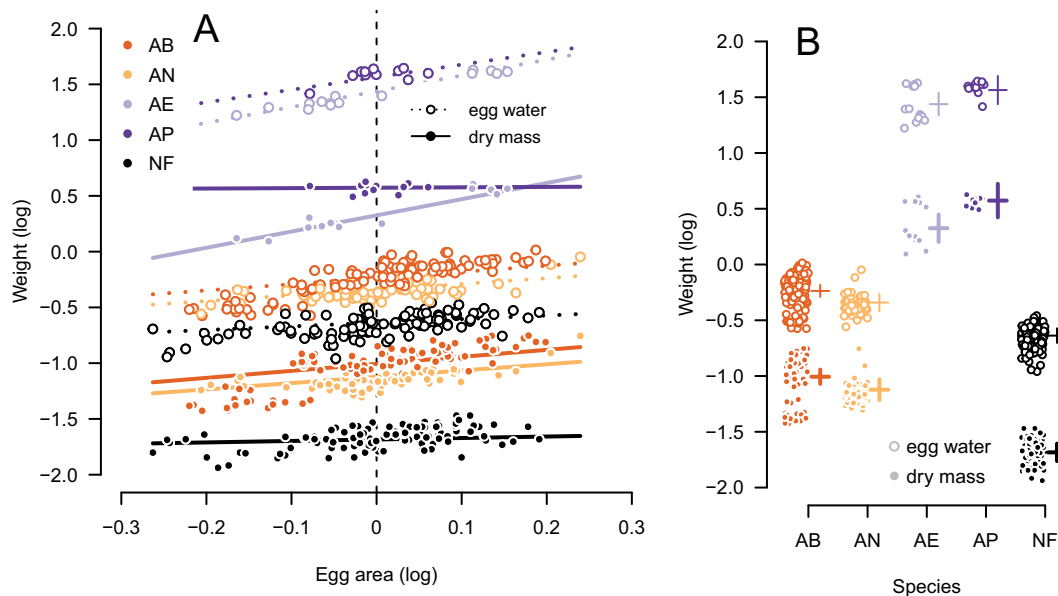 A
AB
AN
AE
AP
NF
egg water
dry mass
Weight (log)
2.0
1.5
1.0
0.5
0.0
−0.5
−1.0
−1.5
−2.0
−0.3
−0.2
−0.1
0
0.1
0.2
0.3
Egg area (log)
B
Weight (log)
2.0
1.5
1.0
0.5
0.0
−0.5
−1.0
−1.5
−2.0
egg water
dry mass
AB
AN
AE
AP
NF
Species